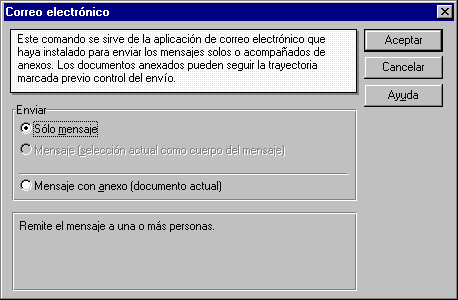 Correo electrónico
Este comando se sirve de la aplicación de correo electrónico que
haya instalado para enviar los mensajes solos o acompañados de
anexos. Los documentos anexados pueden seguir la trayectoria
marcada previo control del envío.
Aceptar
Cancelar
Ayuda
Enviar
Sólo mensaje
Mensaje (selección actual como cuerpo del mensaje)
Mensaje con anexo (documento actual)
Remite el mensaje a una o más personas.